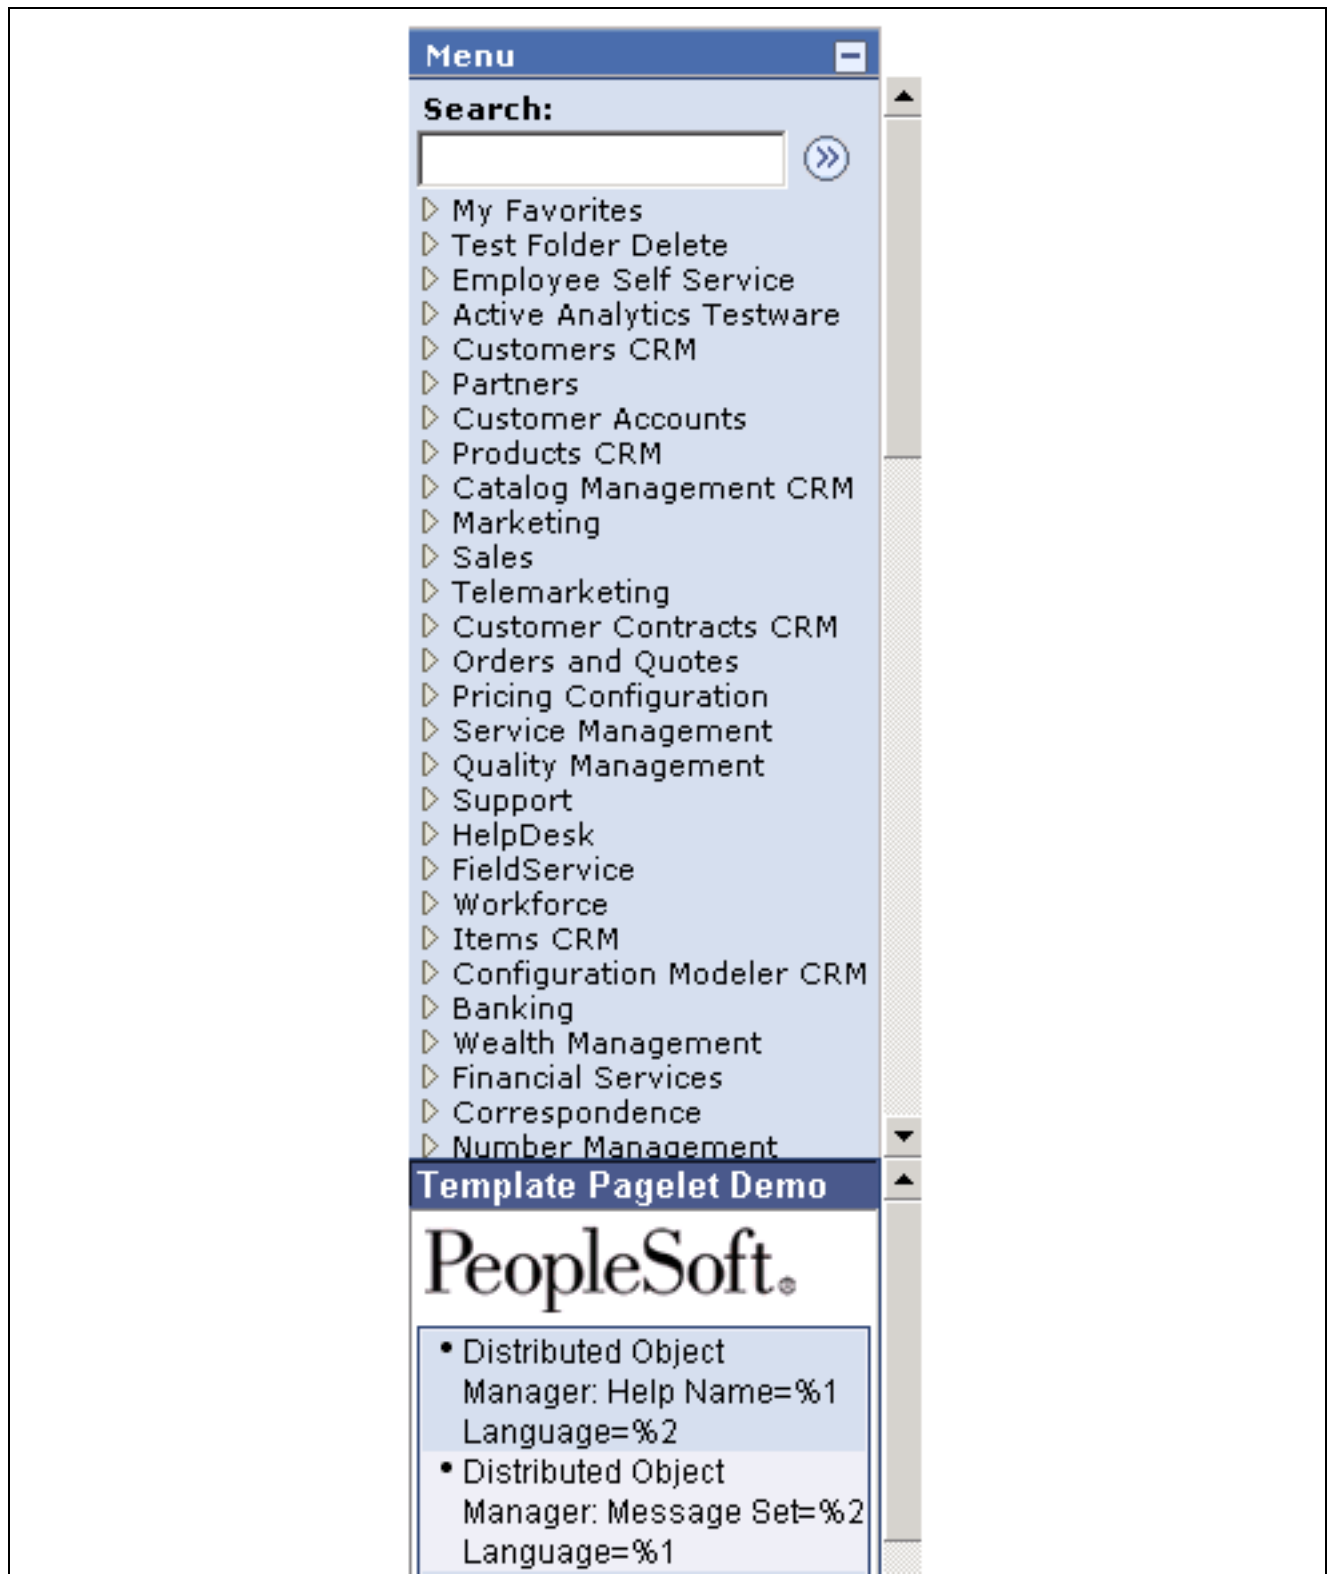 Menu
Search:
My Favorites
Test Folder Delete
Employee Self Service
Active Analytics Testware
Customers CRM
Partners
Customer Accounts
Products CRM
Catalog Management CRM
Marketing
Sales
Telemarketing
Customer Contracts CRM
Orders and Quotes
Pricing Configuration
Service Management
Quality Management
Support
HelpDesk
FieldService
Workforce
Items CRM
Configuration Modeler CRM
Banking
Wealth Management
Financial Services
Correspondence
Number Management
Template Pagelet Demo
PeopleSoft.®
• Distributed Object
Manager: Help Name=%1
Language=%2
• Distributed Object
Manager: Message Set=%2
Language=%1